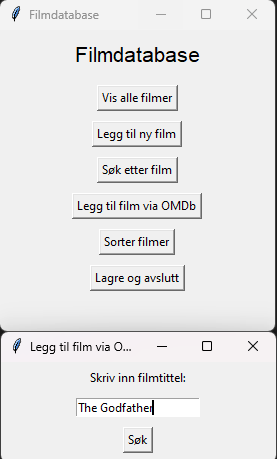 Filmdatabase
Filmdatabase
Vis alle filmer
Legg til ny film
Søk etter film
Legg til film via OMDb
Sorter filmer
Lagre og avslutt
Legg til film via O...
Skriv inn filmtittel:
The Godfather
Søk